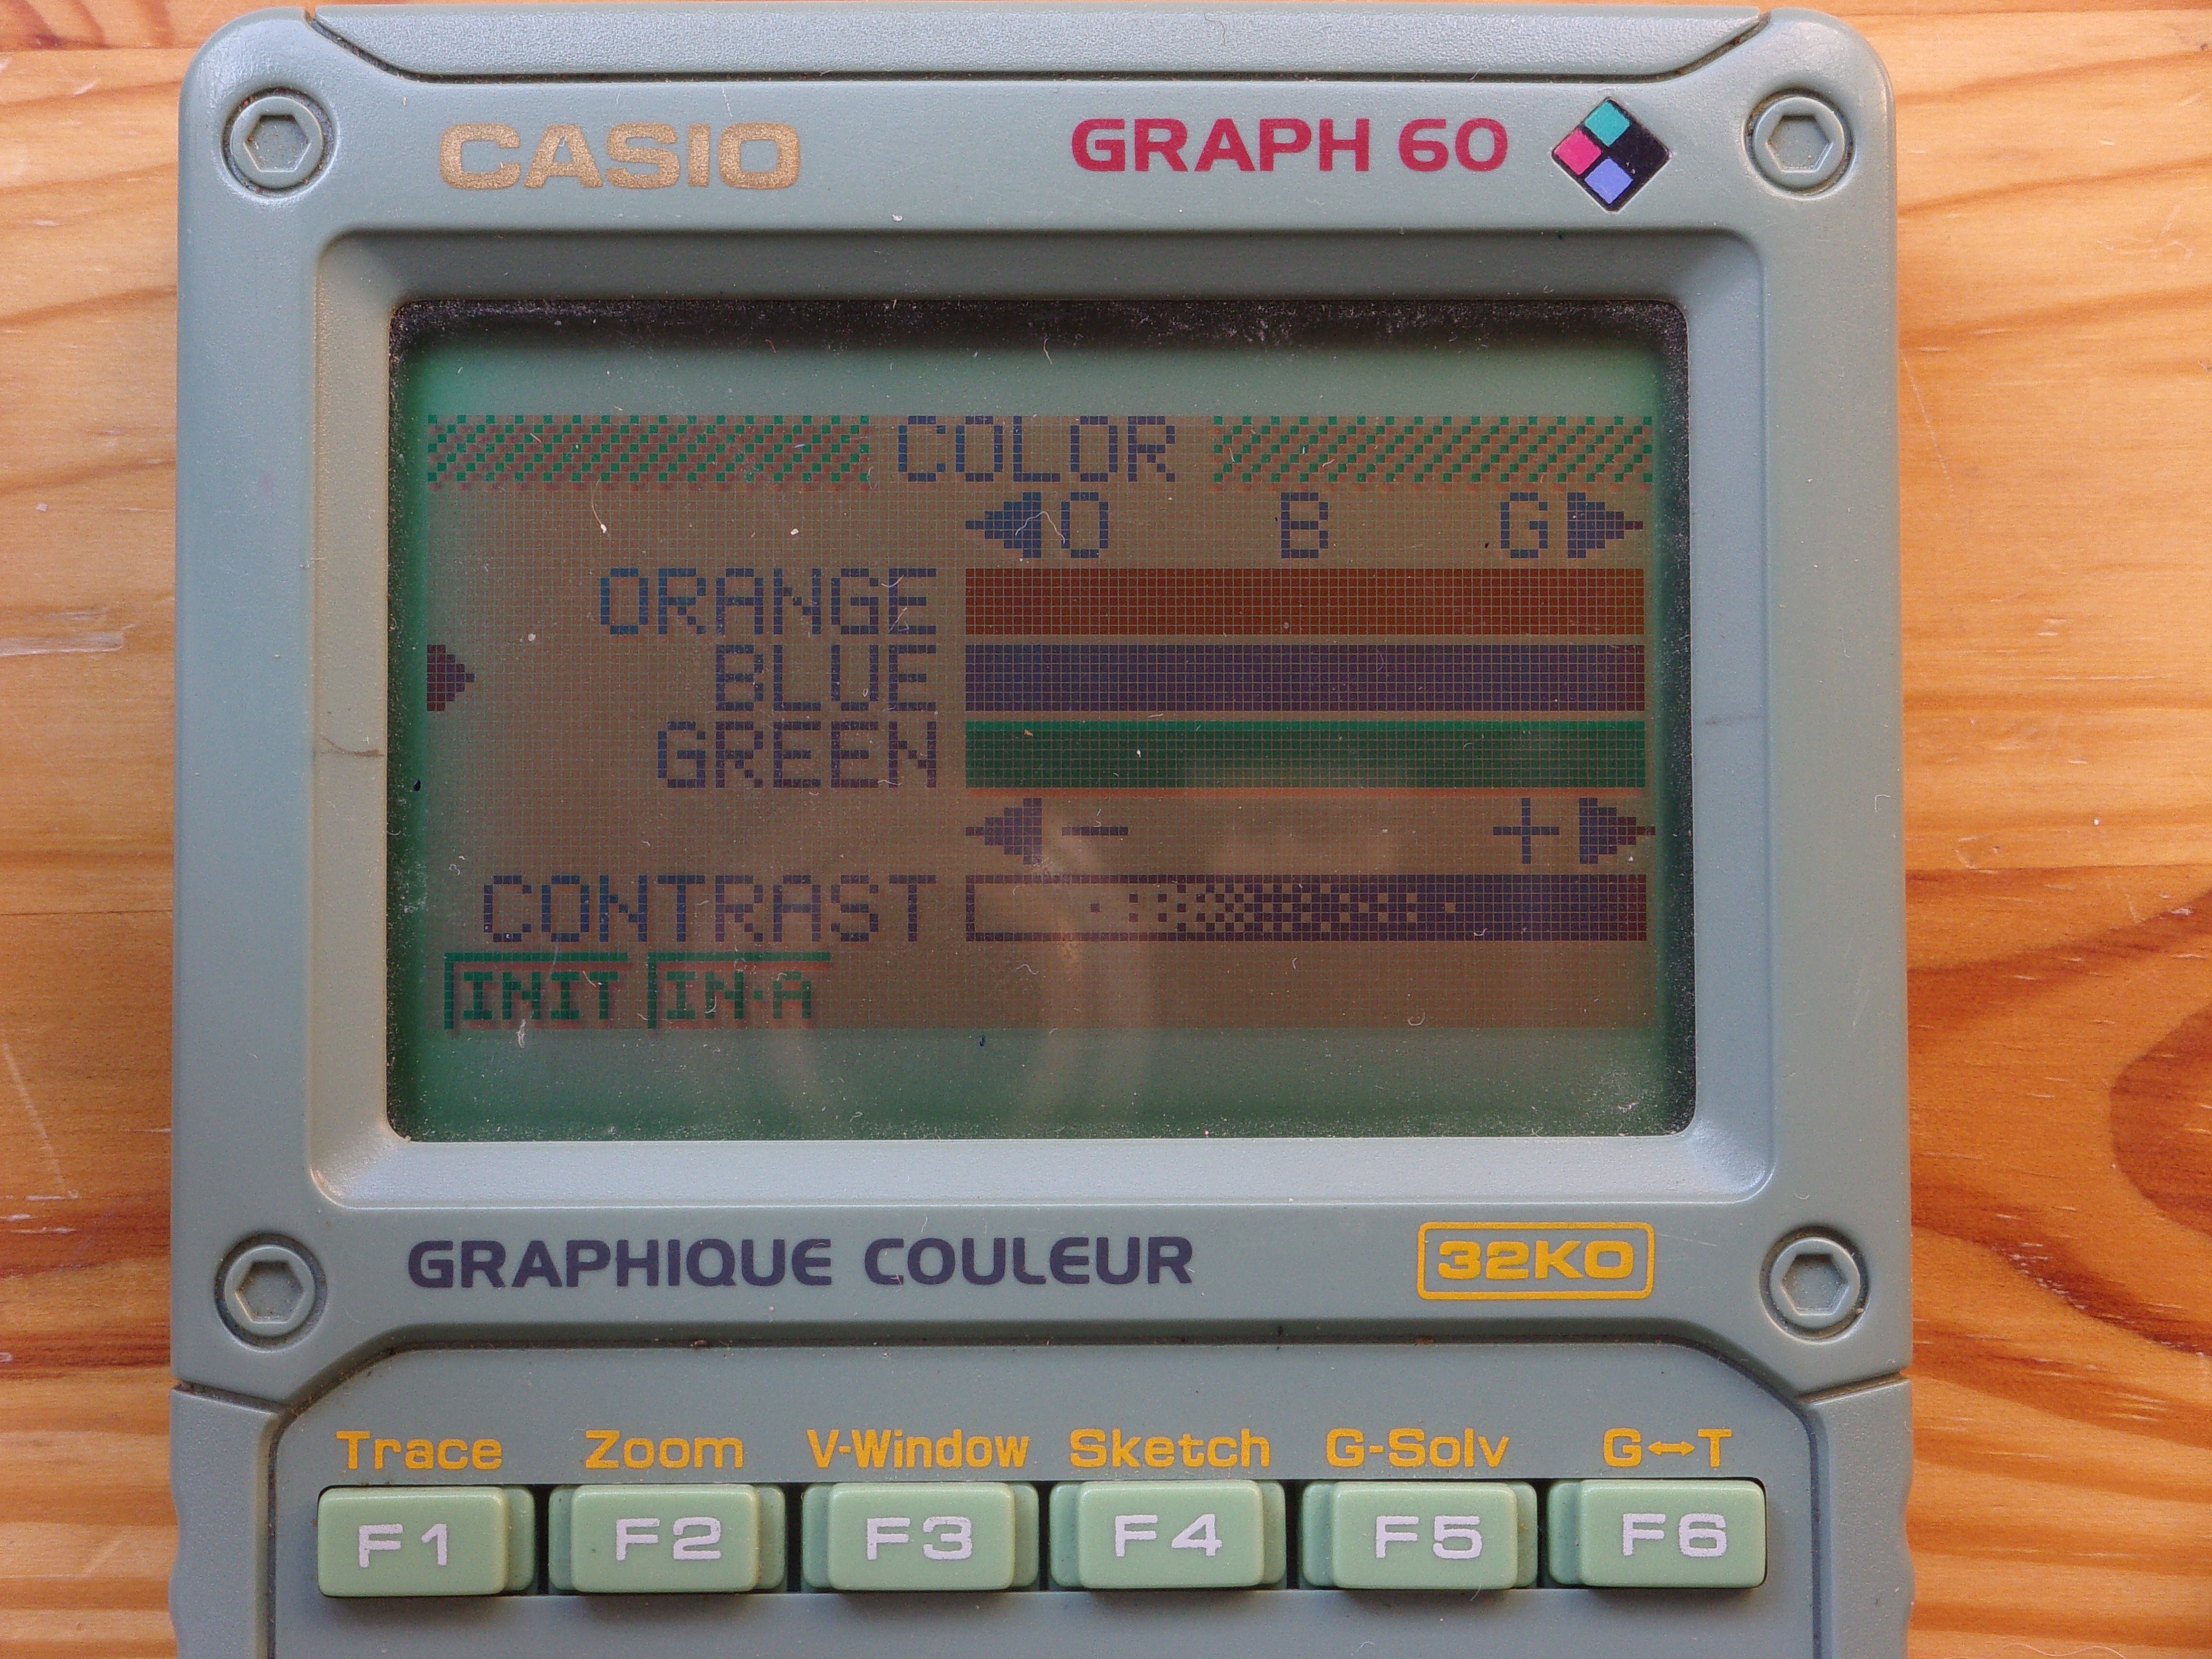 CASIO GRAPH 60
COLOR
O B G
ORANGE
BLUE
GREEN
- +
CONTRAST
INIT IN·A
GRAPHIQUE COULEUR 32KO
Trace Zoom V-Window Sketch G-Solv G↔T
F1 F2 F3 F4 F5 F6